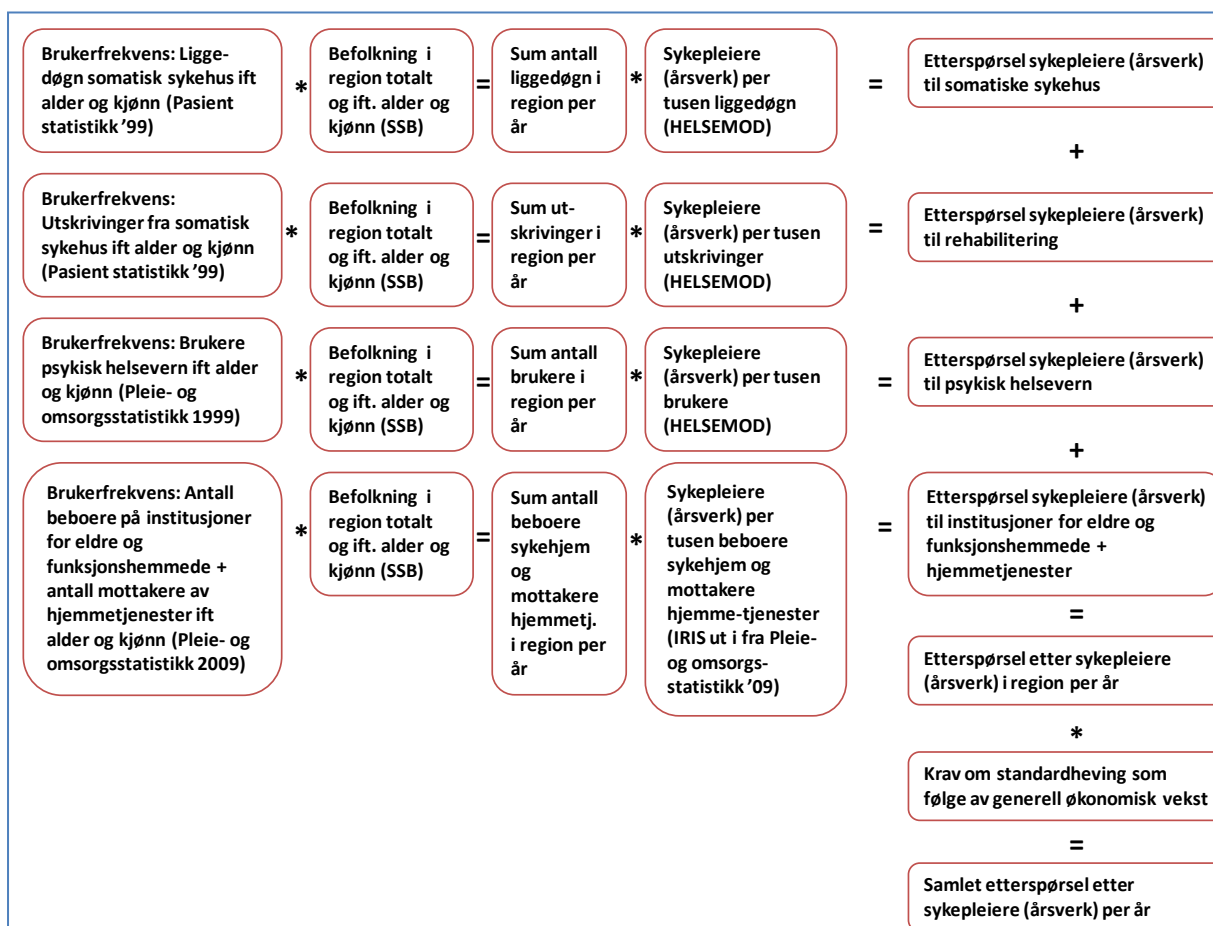 Brukerfrekvens: Ligge-
døgn somatisk sykehus ift
alder og kjønn (Pasient
statistikk ’99)
*
Befolkning i
region totalt
og ift. alder og
kjønn (SSB)
=
Sum antall
liggedøgn i
region per
år
*
Sykepleiere
(årsverk) per
tusen liggedøgn
(HELSEMOD)
=
Etterspørsel sykepleiere (årsverk)
til somatiske sykehus
+
Brukerfrekvens:
Utskrivinger fra somatisk
sykehus ift alder og kjønn
(Pasient statistikk ’99)
*
Befolkning i
region totalt
og ift. alder og
kjønn (SSB)
=
Sum ut-
skrivinger i
region per
år
*
Sykepleiere
(årsverk) per tusen
utskrivinger
(HELSEMOD)
=
Etterspørsel sykepleiere (årsverk)
til rehabilitering
+
Brukerfrekvens: Brukere
psykisk helsevern ift alder
og kjønn (Pleie- og
omsorgsstatistikk 1999)
*
Befolkning i
region totalt
og ift. alder og
kjønn (SSB)
=
Sum antall
brukere i
region per
år
*
Sykepleiere
(årsverk) per tusen
brukere
(HELSEMOD)
=
Etterspørsel sykepleiere (årsverk)
til psykisk helsevern
+
Brukerfrekvens: Antall
beboere på institusjoner
for eldre og
funksjonshemmede +
antall mottakere av
hjemmetjenester ift
alder og kjønn (Pleie- og
omsorgsstatistikk 2009)
*
Befolkning i
region totalt
og ift. alder og
kjønn (SSB)
=
Sum antall
beboere
sykehjem
og
mottakere
hjemmetj.
i region per
år
*
Sykepleiere
(årsverk) per
tusen beboere
sykehjem og
mottakere
hjemme-tjenester
(IRIS ut i fra Pleie-
og omsorgs-
statistikk ’09)
=
Etterspørsel sykepleiere (årsverk)
til institusjoner for eldre og
funksjonshemmede +
hjemmetjenester
=
Etterspørsel etter sykepleiere
(årsverk) i region per år
*
Krav om standardheving som
følge av generell økonomisk vekst
=
Samlet etterspørsel etter
sykepleiere (årsverk) per år